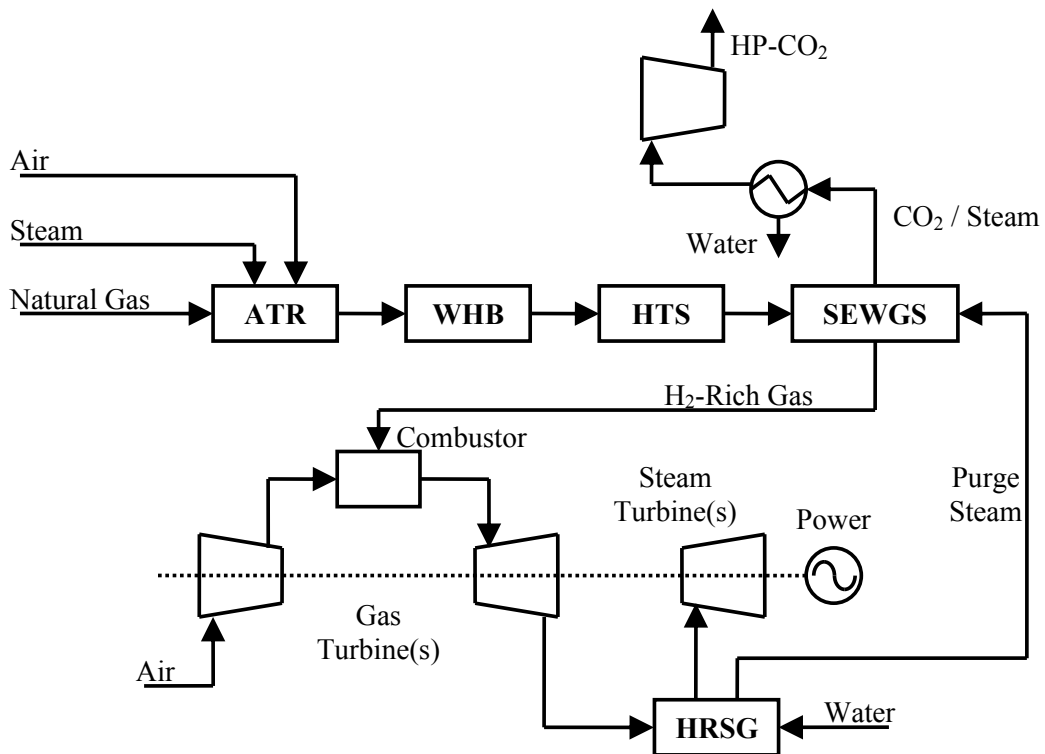 HP-CO₂
Air
CO₂ / Steam
Steam
Water
Natural Gas
ATR
WHB
HTS
SEWGS
H₂-Rich Gas
Combustor
Steam
Turbine(s)
Power
Purge
Steam
Gas
Turbine(s)
Air
HRSG
Water